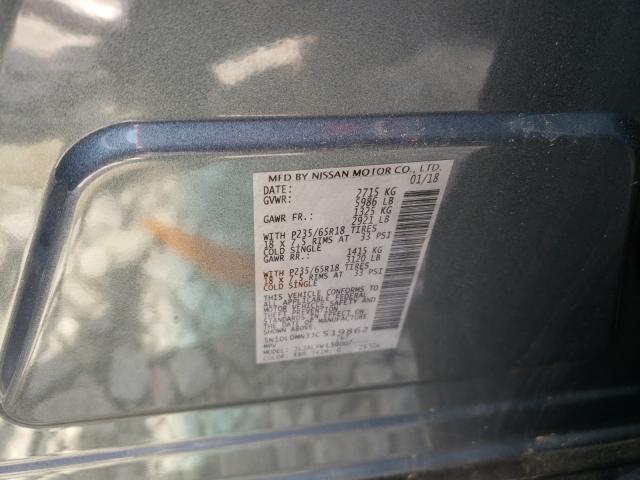 MFD BY NISSAN MOTOR CO., LTD.
DATE: 01/18
GVWR: 2715 KG
5986 LB
GAWR FR.: 1325 KG
2921 LB
WITH P235/65R18 TIRES
18 X 7.5 RIMS AT 33 PSI
COLD SINGLE
GAWR RR.: 1415 KG
3120 LB
WITH P235/65R18 TIRES
18 X 7.5 RIMS AT 33 PSI
COLD SINGLE
THIS VEHICLE CONFORMS TO
ALL APPLICABLE FEDERAL
MOTOR VEHICLE SAFETY
STANDARDS IN EFFECT ON
THE DATE OF MANUFACTURE
SHOWN ABOVE.
5N1DL0MN3JC519862
MPV
MODEL:
COLOR: TRIM: G